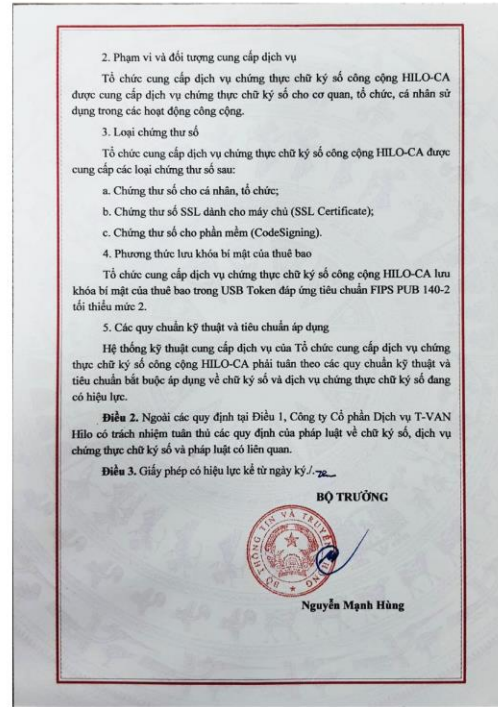 2. Phạm vi và đối tượng cung cấp dịch vụ
Tổ chức cung cấp dịch vụ chứng thực chữ ký số công cộng HILO-CA
được cung cấp dịch vụ chứng thực chữ ký số cho cơ quan, tổ chức, cá nhân sử
dụng trong các hoạt động công cộng.
3. Loại chứng thư số
Tổ chức cung cấp dịch vụ chứng thực chữ ký số công cộng HILO-CA được
cung cấp các loại chứng thư số sau:
a. Chứng thư số cho cá nhân, tổ chức;
b. Chứng thư số SSL dành cho máy chủ (SSL Certificate);
c. Chứng thư số cho phần mềm (CodeSigning).
4. Phương thức lưu khóa bí mật của thuê bao
Tổ chức cung cấp dịch vụ chứng thực chữ ký số công cộng HILO-CA lưu
khóa bí mật của thuê bao trong USB Token đáp ứng tiêu chuẩn FIPS PUB 140-2
tối thiểu mức 2.
5. Các quy chuẩn kỹ thuật và tiêu chuẩn áp dụng
Hệ thống kỹ thuật cung cấp dịch vụ của Tổ chức cung cấp dịch vụ chứng
thực chữ ký số công cộng HILO-CA phải tuân theo các quy chuẩn kỹ thuật và
tiêu chuẩn bắt buộc áp dụng về chữ ký số và dịch vụ chứng thực chữ ký số đang
có hiệu lực.
Điều 2. Ngoài các quy định tại Điều 1, Công ty Cổ phần Dịch vụ T-VAN
Hilo có trách nhiệm tuân thủ các quy định của pháp luật về chữ ký số, dịch vụ
chứng thực chữ ký số và pháp luật có liên quan.
Điều 3. Giấy phép có hiệu lực kể từ ngày ký./.
BỘ TRƯỞNG
BỘ THÔNG TIN VÀ TRUYỀN THÔNG
Nguyễn Mạnh Hùng